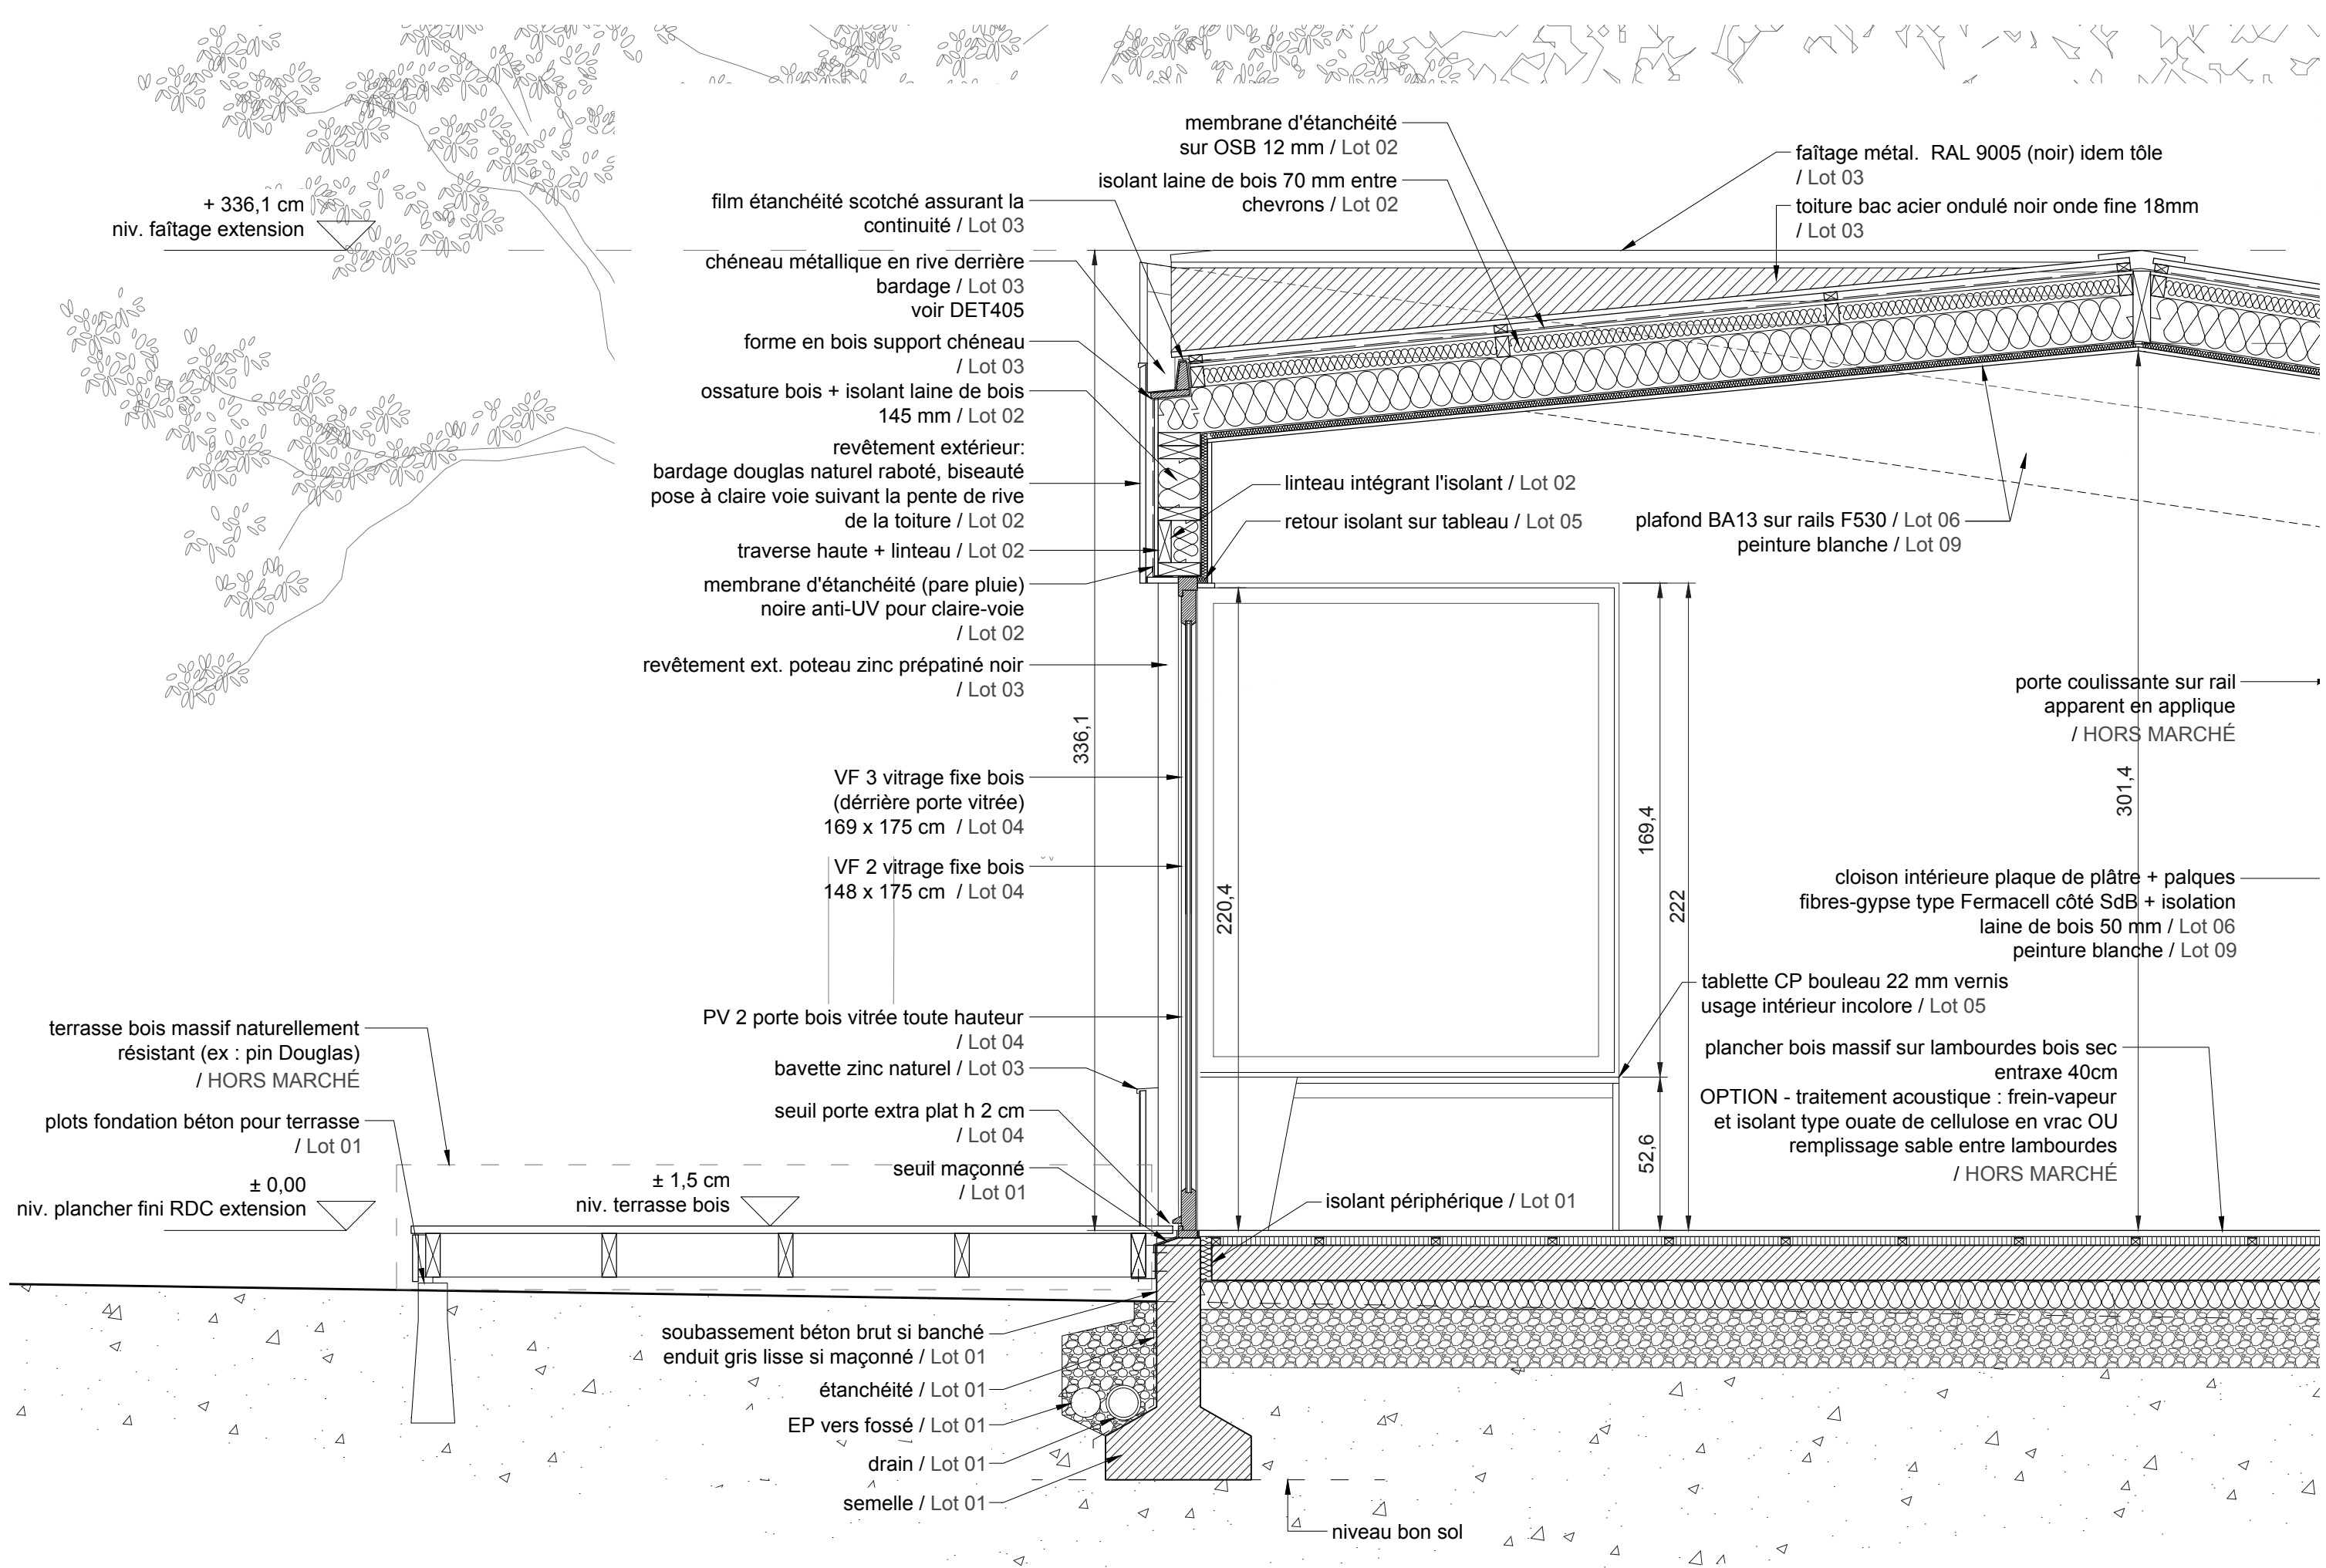 membrane d'étanchéité
sur OSB 12 mm / Lot 02
isolant laine de bois 70 mm entre
chevrons / Lot 02
faîtage métal. RAL 9005 (noir) idem tôle
/ Lot 03
toiture bac acier ondulé noir onde fine 18mm
/ Lot 03
+ 336,1 cm
niv. faîtage extension
film étanchéité scotché assurant la
continuité / Lot 03
chéneau métallique en rive derrière
bardage / Lot 03
voir DET405
forme en bois support chéneau
/ Lot 03
ossature bois + isolant laine de bois
145 mm / Lot 02
revêtement extérieur:
bardage douglas naturel raboté, biseauté
pose à claire voie suivant la pente de rive
de la toiture / Lot 02
traverse haute + linteau / Lot 02
membrane d'étanchéité (pare pluie)
noire anti-UV pour claire-voie
/ Lot 02
revêtement ext. poteau zinc prépatiné noir
/ Lot 03
linteau intégrant l'isolant / Lot 02
retour isolant sur tableau / Lot 05
plafond BA13 sur rails F530 / Lot 06
peinture blanche / Lot 09
porte coulissante sur rail
apparent en applique
/ HORS MARCHÉ
336,1
301,4
169,4
220,4
222
52,6
VF 3 vitrage fixe bois
(dérrière porte vitrée)
169 x 175 cm / Lot 04
VF 2 vitrage fixe bois
148 x 175 cm / Lot 04
cloison intérieure plaque de plâtre + palques
fibres-gypse type Fermacell côté SdB + isolation
laine de bois 50 mm / Lot 06
peinture blanche / Lot 09
tablette CP bouleau 22 mm vernis
usage intérieur incolore / Lot 05
PV 2 porte bois vitrée toute hauteur
/ Lot 04
bavette zinc naturel / Lot 03
seuil porte extra plat h 2 cm
/ Lot 04
seuil maçonné
/ Lot 01
terrasse bois massif naturellement
résistant (ex : pin Douglas)
/ HORS MARCHÉ
plots fondation béton pour terrasse
/ Lot 01
± 0,00
niv. plancher fini RDC extension
± 1,5 cm
niv. terrasse bois
plancher bois massif sur lambourdes bois sec
entraxe 40cm
OPTION - traitement acoustique : frein-vapeur
et isolant type ouate de cellulose en vrac OU
remplissage sable entre lambourdes
/ HORS MARCHÉ
isolant périphérique / Lot 01
soubassement béton brut si banché
enduit gris lisse si maçonné / Lot 01
étanchéité / Lot 01
EP vers fossé / Lot 01
drain / Lot 01
semelle / Lot 01
niveau bon sol